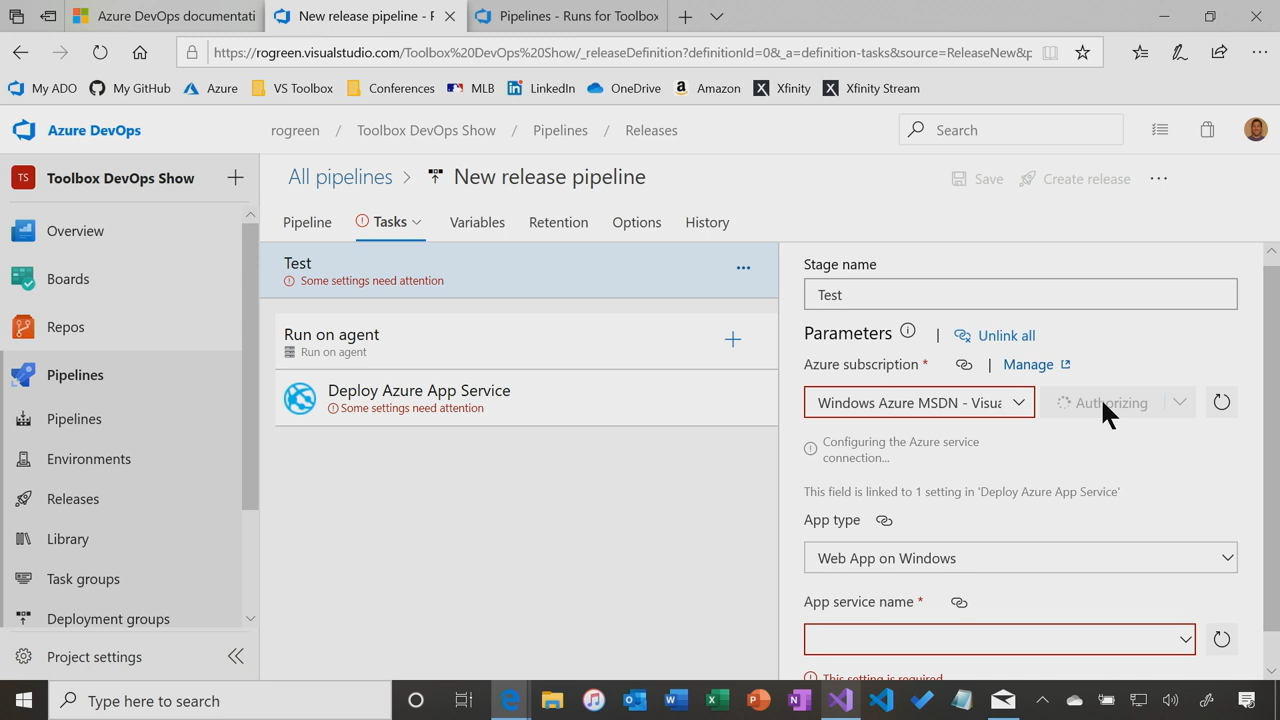 Azure DevOps documentati
New release pipeline - F
Pipelines - Runs for Toolbox
https://rogreen.visualstudio.com/Toolbox%20DevOps%20Show/_releaseDefinition?definitionId=0&_a=definition-tasks&source=ReleaseNew&p
My ADO
My GitHub
Azure
VS Toolbox
Conferences
MLB
LinkedIn
OneDrive
Amazon
Xfinity
Xfinity Stream
Azure DevOps
rogreen / Toolbox DevOps Show / Pipelines / Releases
Search
TS Toolbox DevOps Show
All pipelines > New release pipeline
Save
Create release
Overview
Boards
Repos
Pipelines
Pipelines
Environments
Releases
Library
Task groups
Deployment groups
Project settings
Pipeline
Tasks
Variables
Retention
Options
History
Test
Some settings need attention
Run on agent
Run on agent
Deploy Azure App Service
Some settings need attention
Stage name
Test
Parameters | Unlink all
Azure subscription * | Manage
Windows Azure MSDN - Visua
Authorizing
Configuring the Azure service
connection...
This field is linked to 1 setting in 'Deploy Azure App Service'
App type
Web App on Windows
App service name *
This setting is required
Type here to search